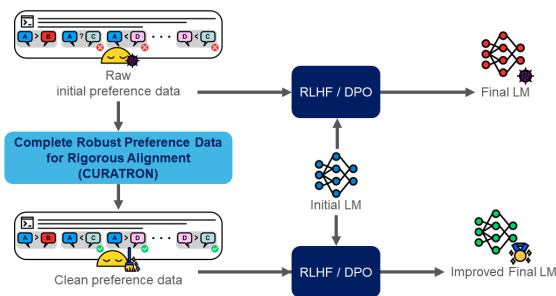 A > B A ? C A < D · · · D < C
Raw
initial preference data
RLHF / DPO
Final LM
Complete Robust Preference Data
for Rigorous Alignment
(CURATRON)
Initial LM
A > B A < C A > D · · · D > C
Clean preference data
RLHF / DPO
Improved Final LM